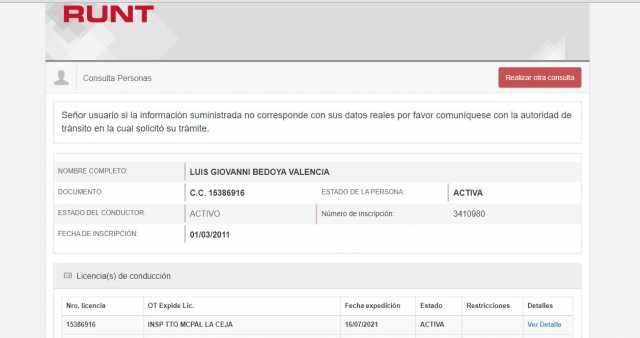 RUNT
Consulta Personas
Realizar otra consulta
Señor usuario si la información suministrada no corresponde con sus datos reales por favor comuníquese con la autoridad de
tránsito en la cual solicitó su trámite.
NOMBRE COMPLETO: LUIS GIOVANNI BEDOYA VALENCIA
DOCUMENTO: C.C. 15386916 ESTADO DE LA PERSONA: ACTIVA
ESTADO DEL CONDUCTOR: ACTIVO Número de inscripción: 3410980
FECHA DE INSCRIPCIÓN: 01/03/2011
Licencia(s) de conducción
Nro. licencia OT Expide Lic. Fecha expedición Estado Restricciones Detalles
15386916 INSP TTO MCPAL LA CEJA 16/07/2021 ACTIVA Ver Detalle